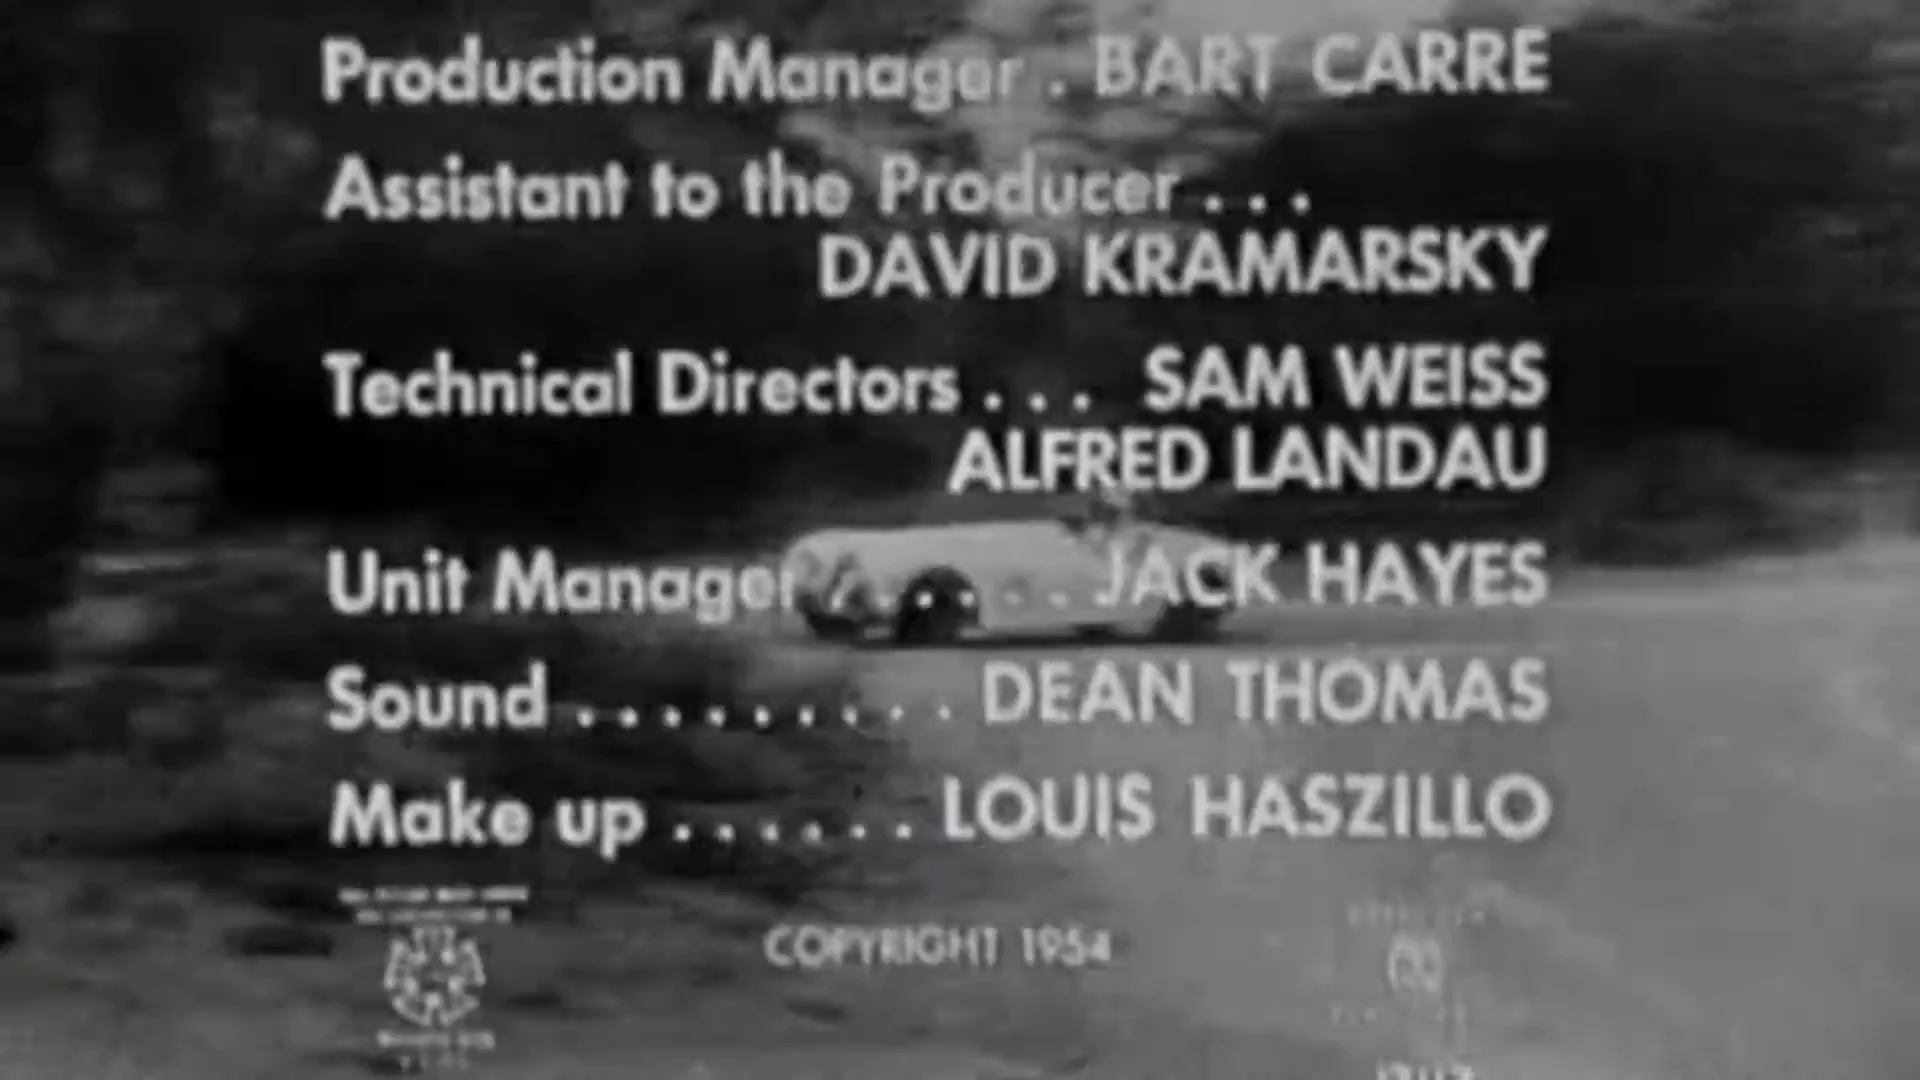 Production Manager . BART CARRE
Assistant to the Producer . . .
DAVID KRAMARSKY
Technical Directors . . . SAM WEISS
ALFRED LANDAU
Unit Manager . . . . . . JACK HAYES
Sound . . . . . . . . . DEAN THOMAS
Make up . . . . . . LOUIS HASZILLO
COPYRIGHT 1954